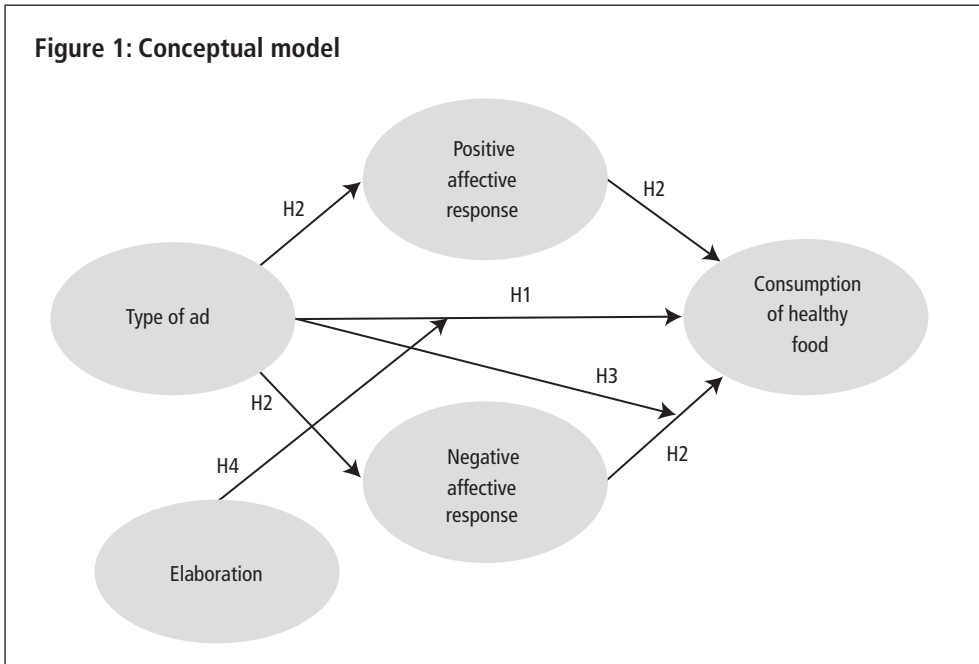 Figure 1: Conceptual model
Positive
affective
response
H2
H2
Type of ad
H1
Consumption
of healthy
food
H3
H2
H2
H4
Negative
affective
response
Elaboration